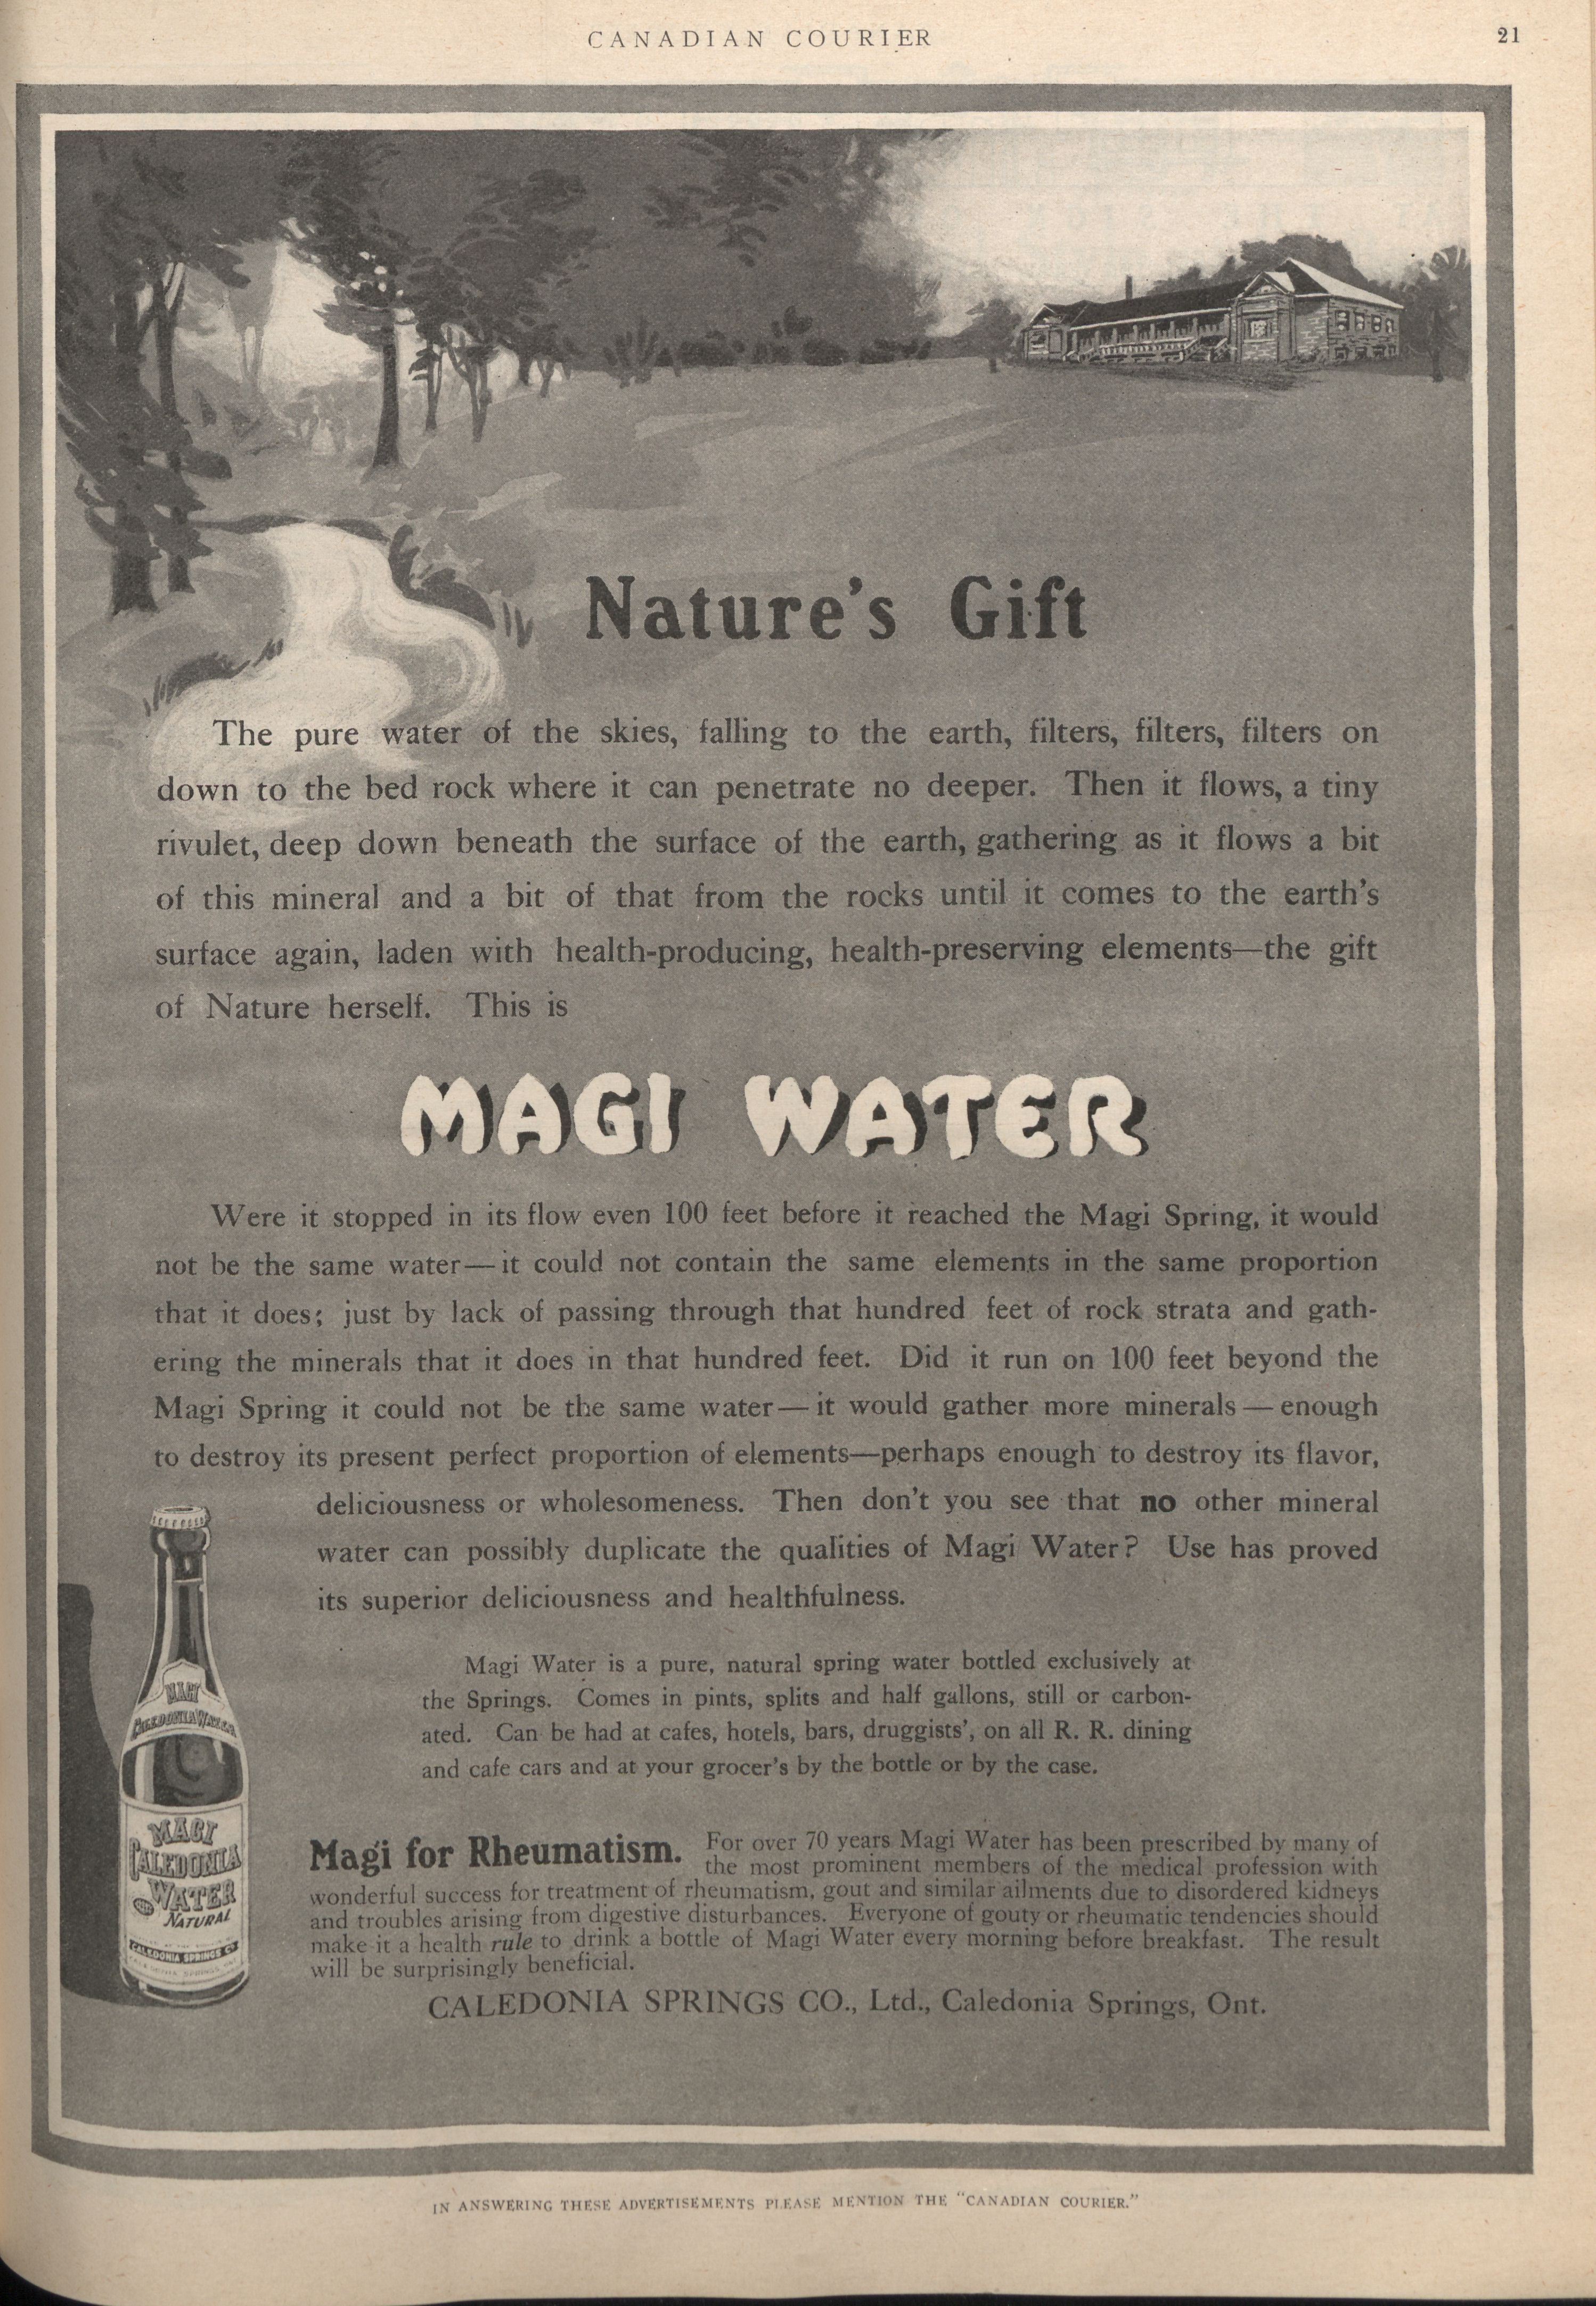 CANADIAN COURIER
21
Nature's Gift
The pure water of the skies, falling to the earth, filters, filters, filters on
down to the bed rock where it can penetrate no deeper. Then it flows, a tiny
rivulet, deep down beneath the surface of the earth, gathering as it flows a bit
of this mineral and a bit of that from the rocks until it comes to the earth's
surface again, laden with health-producing, health-preserving elements—the gift
of Nature herself. This is
MAGI WATER
Were it stopped in its flow even 100 feet before it reached the Magi Spring, it would
not be the same water—it could not contain the same elements in the same proportion
that it does; just by lack of passing through that hundred feet of rock strata and gath-
ering the minerals that it does in that hundred feet. Did it run on 100 feet beyond the
Magi Spring it could not be the same water—it would gather more minerals—enough
to destroy its present perfect proportion of elements—perhaps enough to destroy its flavor,
deliciousness or wholesomeness. Then don't you see that no other mineral
water can possibly duplicate the qualities of Magi Water? Use has proved
its superior deliciousness and healthfulness.
Magi Water is a pure, natural spring water bottled exclusively at
the Springs. Comes in pints, splits and half gallons, still or carbon-
ated. Can be had at cafes, hotels, bars, druggists', on all R. R. dining
and cafe cars and at your grocer's by the bottle or by the case.
MAGI
CALEDONIA WATER
MAGI
CALEDONIA
WATER
NATURAL
CALEDONIA SPRINGS CO
Magi for Rheumatism. For over 70 years Magi Water has been prescribed by many of
the most prominent members of the medical profession with
wonderful success for treatment of rheumatism, gout and similar ailments due to disordered kidneys
and troubles arising from digestive disturbances. Everyone of gouty or rheumatic tendencies should
make it a health rule to drink a bottle of Magi Water every morning before breakfast. The result
will be surprisingly beneficial.
CALEDONIA SPRINGS CO., Ltd., Caledonia Springs, Ont.
IN ANSWERING THESE ADVERTISEMENTS PLEASE MENTION THE "CANADIAN COURIER."